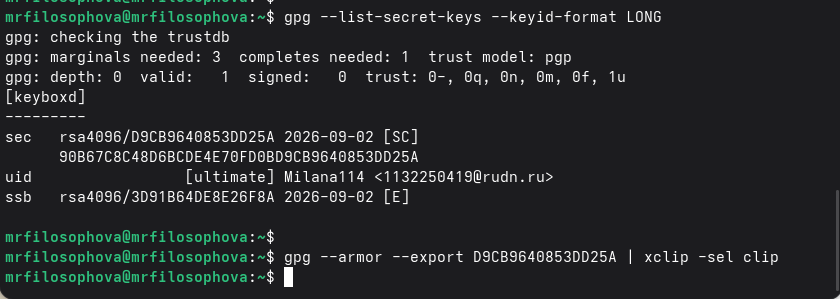 mrfilosophova@mrfilosophova:~$ gpg --list-secret-keys --keyid-format LONG
gpg: checking the trustdb
gpg: marginals needed: 3  completes needed: 1  trust model: pgp
gpg: depth: 0  valid:   1  signed:   0  trust: 0-, 0q, 0n, 0m, 0f, 1u
[keyboxd]
---------
sec   rsa4096/D9CB9640853DD25A 2026-09-02 [SC]
      90B67C8C48D6BCDE4E70FD0BD9CB9640853DD25A
uid                 [ultimate] Milana114 <1132250419@rudn.ru>
ssb   rsa4096/3D91B64DE8E26F8A 2026-09-02 [E]
mrfilosophova@mrfilosophova:~$
mrfilosophova@mrfilosophova:~$ gpg --armor --export D9CB9640853DD25A | xclip -sel clip
mrfilosophova@mrfilosophova:~$